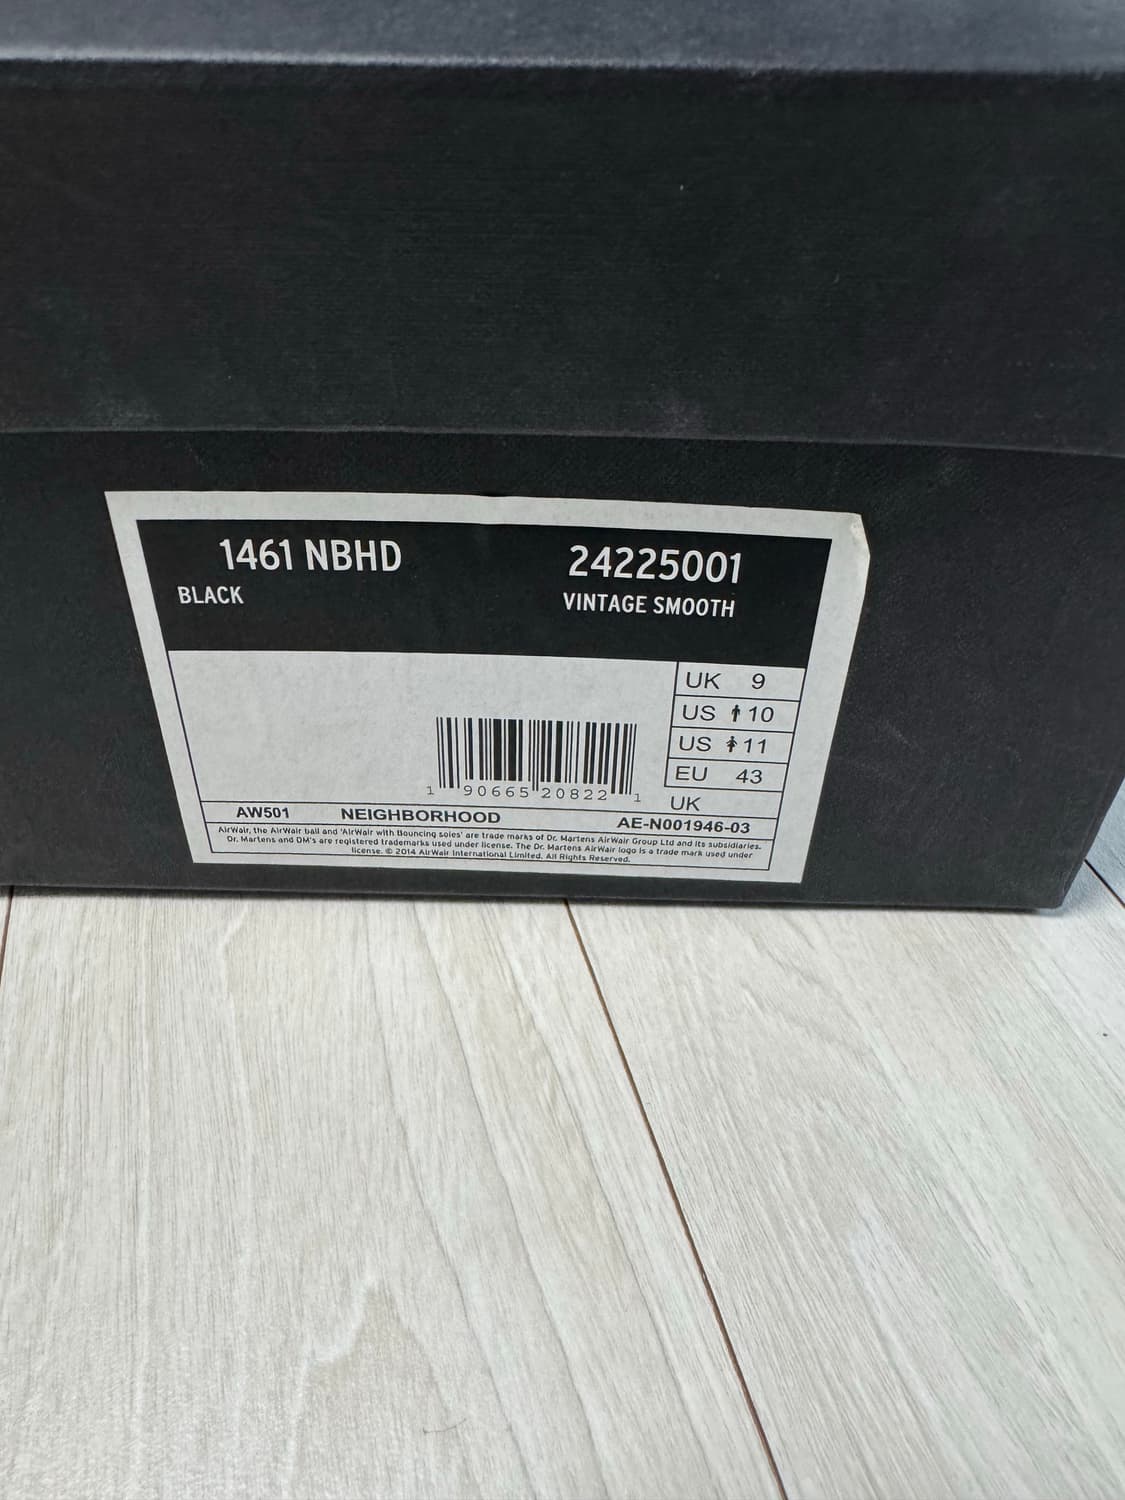 1461 NBHD 24225001
BLACK VINTAGE SMOOTH
UK 9
US 10
US 11
EU 43
1 90665 20822 1
UK
AW501 NEIGHBORHOOD AE-N001946-03
AirWair, the AirWair ball and 'AirWair with Bouncing soles' are trade marks of Dr. Martens AirWair Group Ltd and its subsidiaries.
Dr. Martens and DM's are registered trademarks used under license. The Dr. Martens AirWair logo is a trade mark used under
license. © 2014 AirWair International Limited. All Rights Reserved.